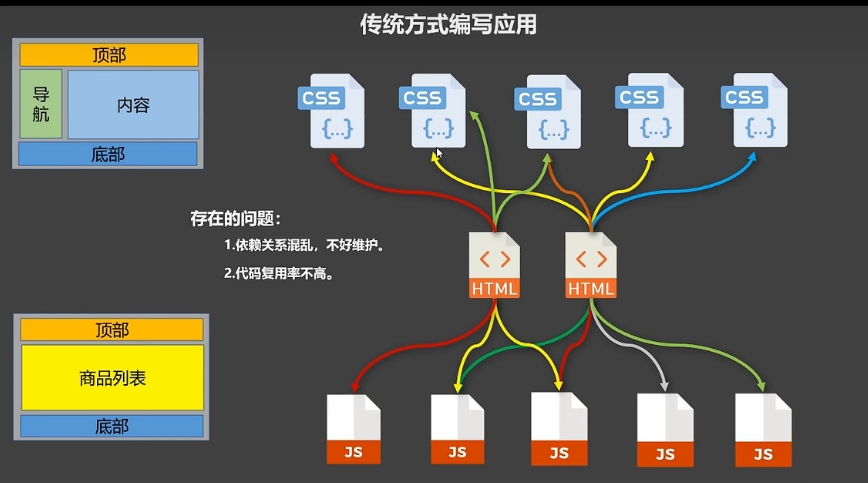 传统方式编写应用
顶部
导航
内容
底部
CSS
{...}
CSS
{...}
CSS
{...}
CSS
{...}
CSS
{...}
存在的问题：
1.依赖关系混乱，不好维护。
2.代码复用率不高。
< >
HTML
< >
HTML
顶部
商品列表
底部
JS
JS
JS
JS
JS